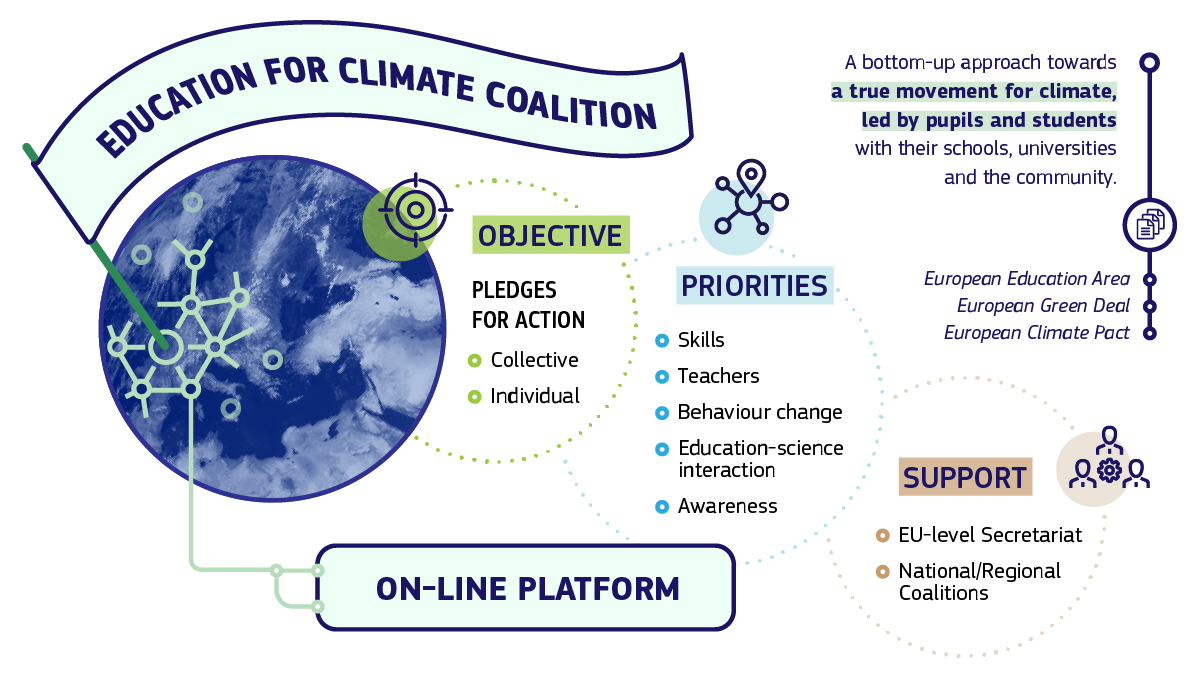 EDUCATION FOR CLIMATE COALITION
A bottom-up approach towards
a true movement for climate,
led by pupils and students
with their schools, universities
and the community.
European Education Area
European Green Deal
European Climate Pact
OBJECTIVE
PLEDGES
FOR ACTION
Collective
Individual
PRIORITIES
Skills
Teachers
Behaviour change
Education-science
interaction
Awareness
SUPPORT
EU-level Secretariat
National/Regional
Coalitions
ON-LINE PLATFORM